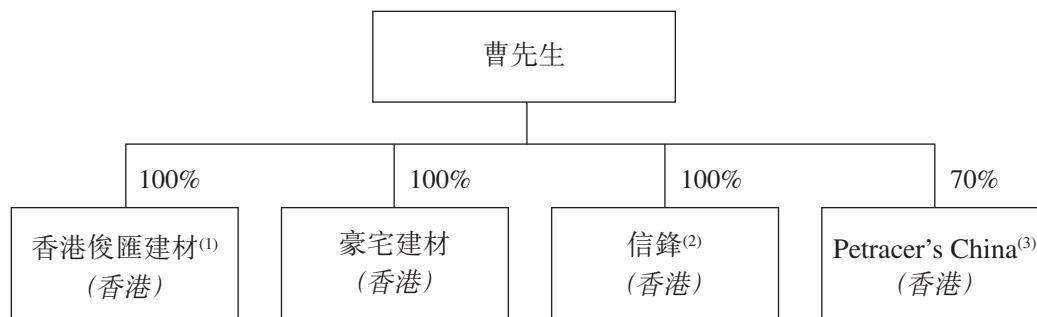 曹先生
100%
100%
100%
70%
香港俊匯建材(1)
(香港)
豪宅建材
(香港)
信鋒(2)
(香港)
Petracer's China(3)
(香港)